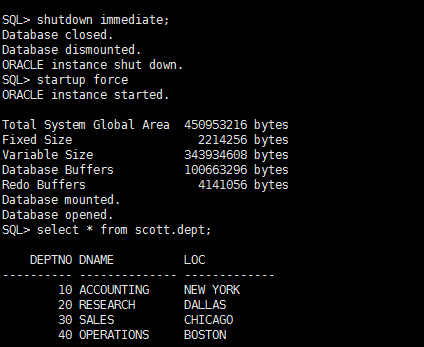 SQL> shutdown immediate;
Database closed.
Database dismounted.
ORACLE instance shut down.
SQL> startup force
ORACLE instance started.

Total System Global Area  450953216 bytes
Fixed Size                  2214256 bytes
Variable Size             343934608 bytes
Database Buffers          100663296 bytes
Redo Buffers                4141056 bytes
Database mounted.
Database opened.
SQL> select * from scott.dept;

    DEPTNO DNAME          LOC
---------- -------------- -------------
        10 ACCOUNTING     NEW YORK
        20 RESEARCH       DALLAS
        30 SALES          CHICAGO
        40 OPERATIONS     BOSTON